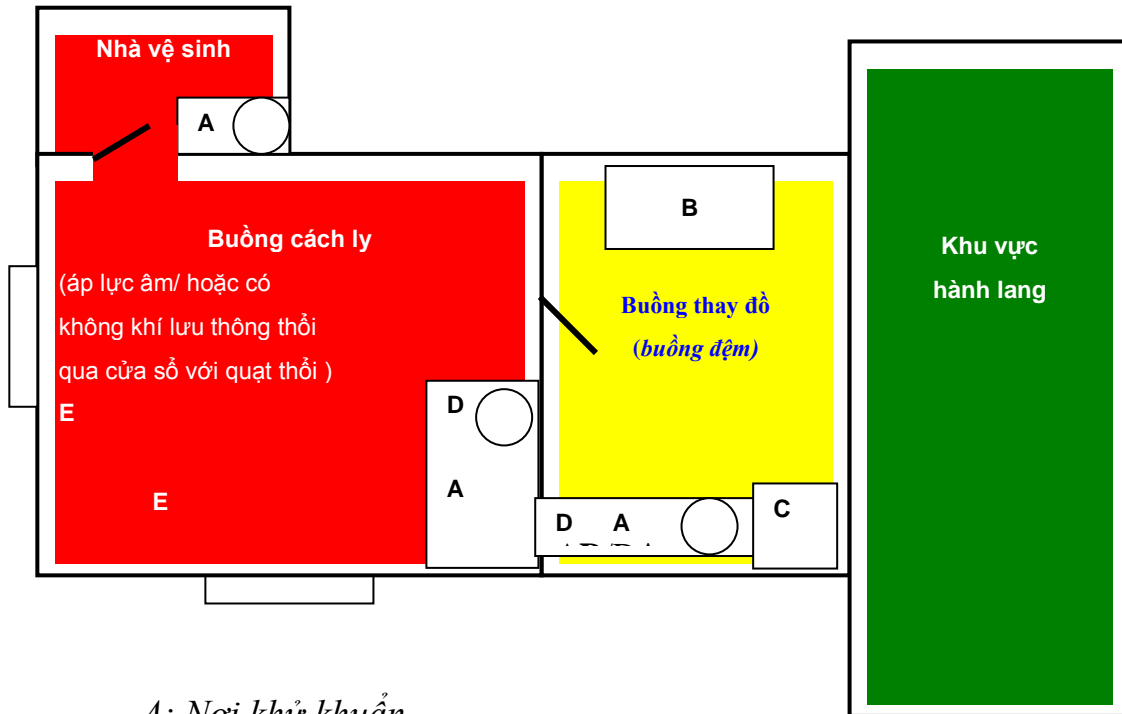 Nhà vệ sinh
A
Buồng cách ly
(áp lực âm/ hoặc có
không khí lưu thông thổi
qua cửa sổ với quạt thổi )
E
E
D
A
B
Buồng thay đồ
(buồng đệm)
D A
C
Khu vực
hành lang
A: Nơi khử khuẩn